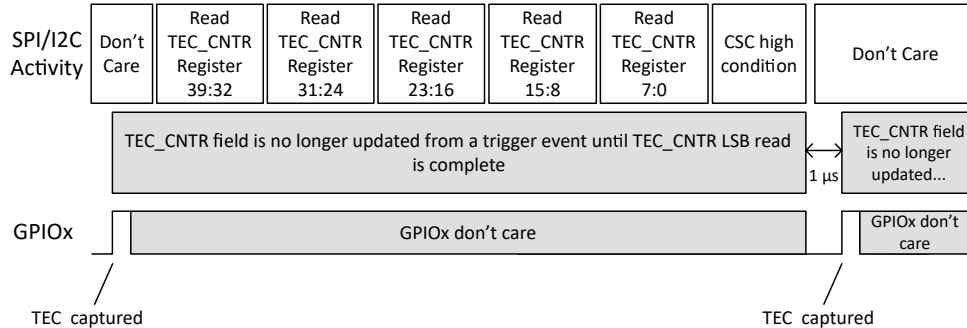 SPI/I2C
Activity
Don't
Care
Read
TEC_CNTR
Register
39:32
Read
TEC_CNTR
Register
31:24
Read
TEC_CNTR
Register
23:16
Read
TEC_CNTR
Register
15:8
Read
TEC_CNTR
Register
7:0
CSC high
condition
Don't Care
TEC_CNTR field is no longer updated from a trigger event until TEC_CNTR LSB read
is complete
1 µs
TEC_CNTR field
is no longer
updated...
GPIOx
GPIOx don't care
GPIOx don't
care
TEC captured
TEC captured